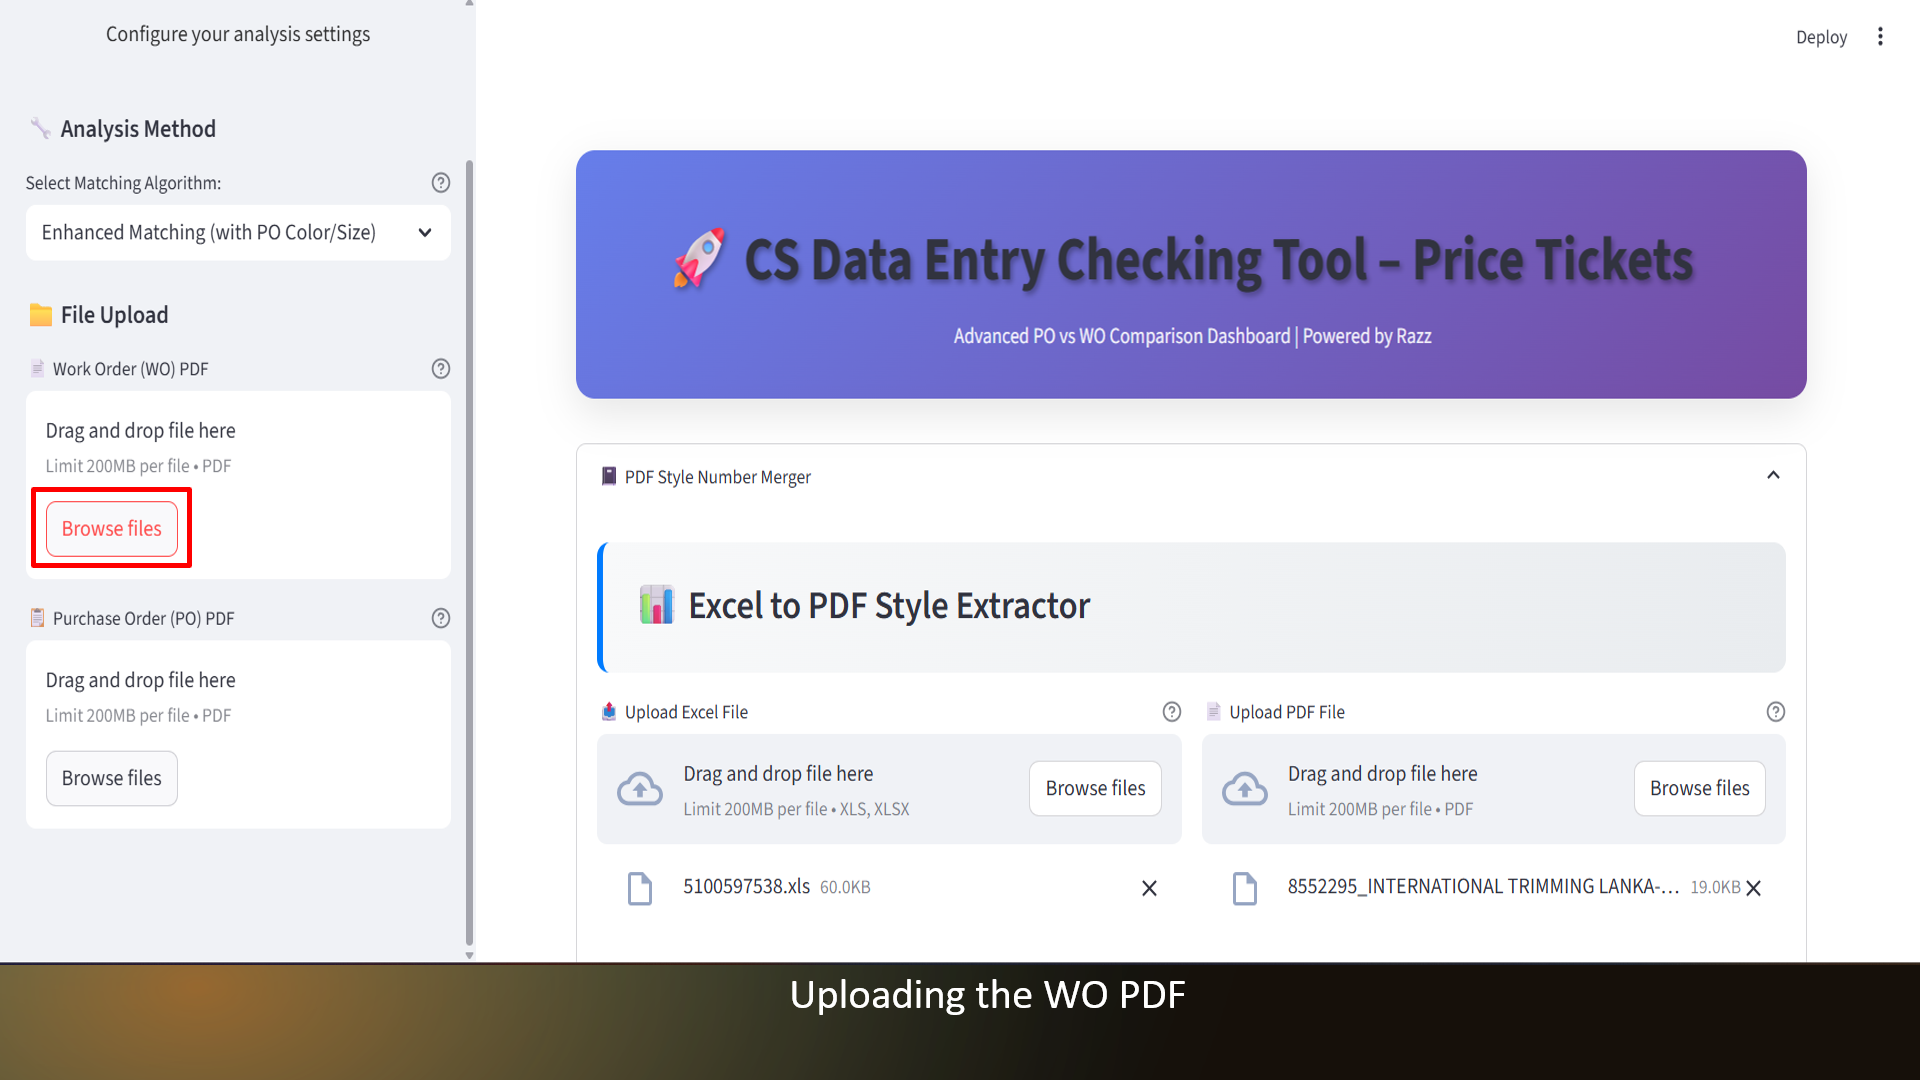 Configure your analysis settings
Analysis Method
Select Matching Algorithm:
Enhanced Matching (with PO Color/Size)
File Upload
Work Order (WO) PDF
Drag and drop file here
Limit 200MB per file • PDF
Browse files
Purchase Order (PO) PDF
Drag and drop file here
Limit 200MB per file • PDF
Browse files
Deploy
CS Data Entry Checking Tool – Price Tickets
Advanced PO vs WO Comparison Dashboard | Powered by Razz
PDF Style Number Merger
Excel to PDF Style Extractor
Upload Excel File
Drag and drop file here
Limit 200MB per file • XLS, XLSX
Browse files
5100597538.xls 60.0KB
Upload PDF File
Drag and drop file here
Limit 200MB per file • PDF
Browse files
8552295_INTERNATIONAL TRIMMING LANKA-... 19.0KB
Uploading the WO PDF